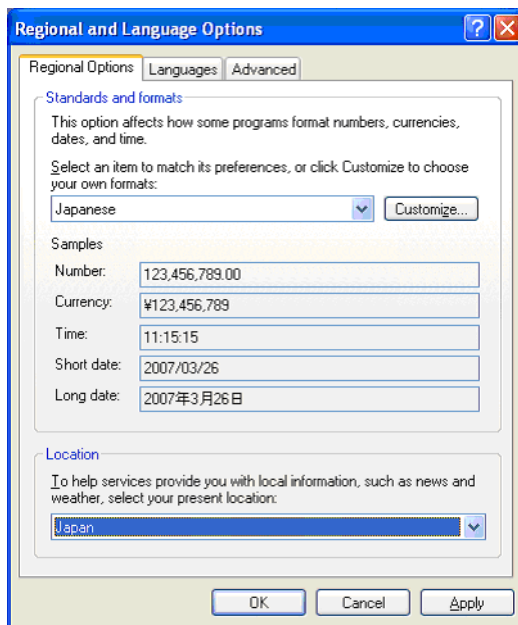 Regional and Language Options
Regional Options Languages Advanced
Standards and formats
This option affects how some programs format numbers, currencies,
dates, and time.
Select an item to match its preferences, or click Customize to choose
your own formats:
Japanese Customize...
Samples
Number: 123,456,789.00
Currency: ¥123,456,789
Time: 11:15:15
Short date: 2007/03/26
Long date: 2007年3月26日
Location
To help services provide you with local information, such as news and
weather, select your present location:
Japan
OK Cancel Apply